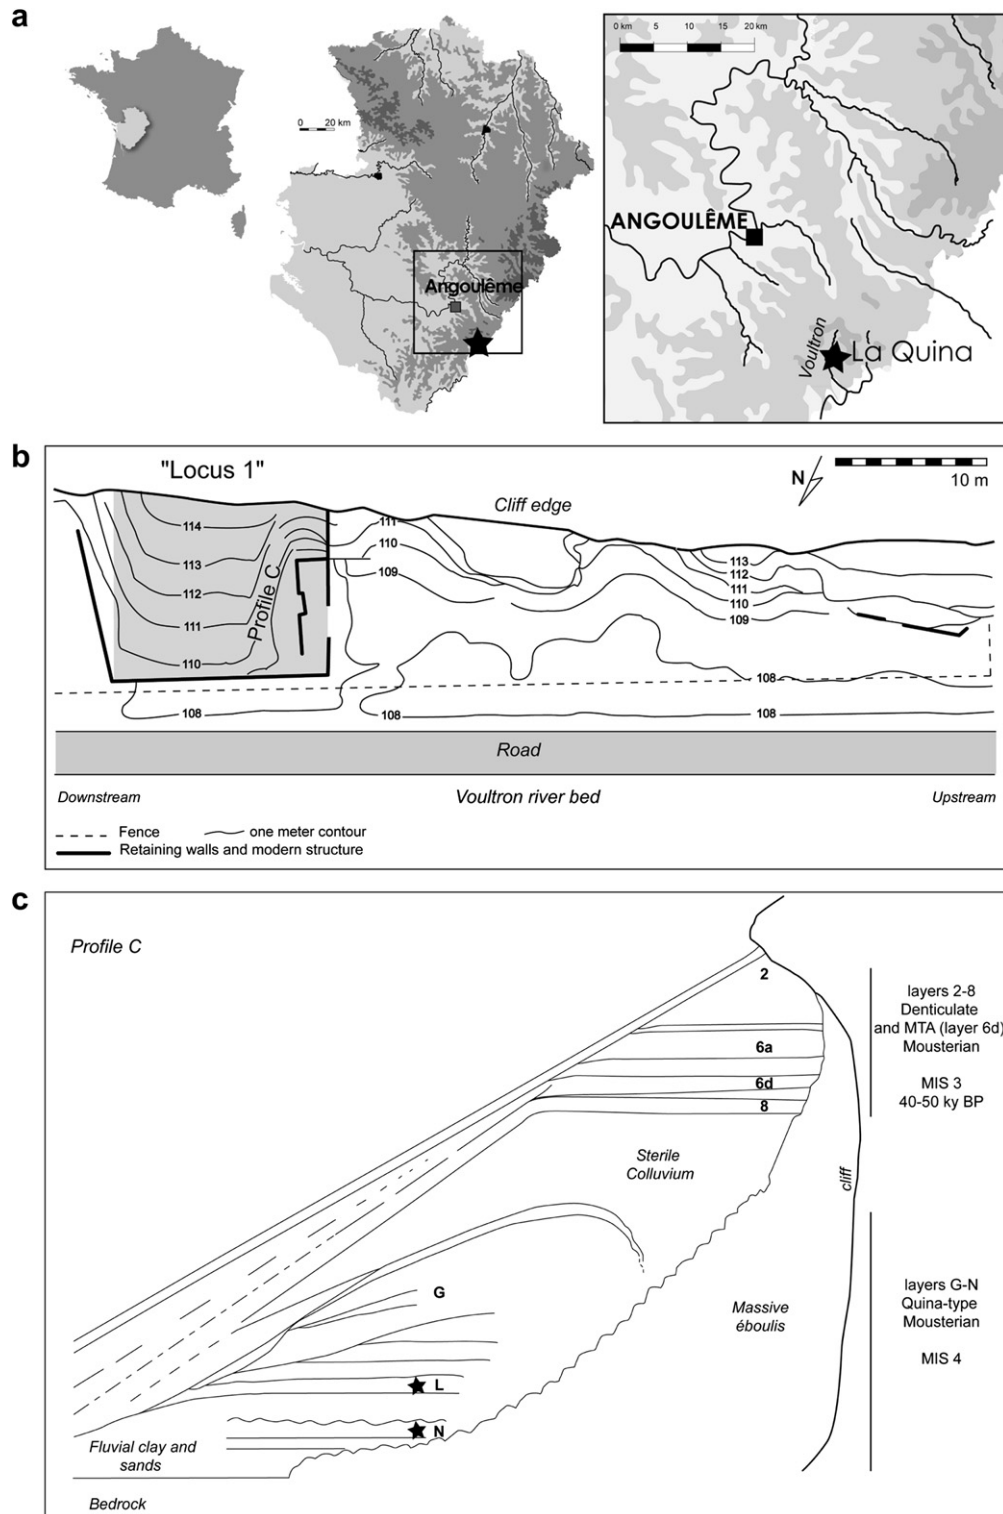 a
0 20 km
Angoulême
0 km 5 10 15 20 km
ANGOULÊME
Voultron
La Quina
b
"Locus 1"
N
10 m
Cliff edge
114
113
112
111
110
Profile C
111
110
109
113
112
111
110
109
108
108
108
108
Road
Downstream
Voultron river bed
Upstream
Fence
one meter contour
Retaining walls and modern structure
c
Profile C
2
6a
6d
8
layers 2-8
Denticulate
and MTA (layer 6d)
Mousterian
MIS 3
40-50 ky BP
Sterile
Colluvium
cliff
G
Massive
éboulis
layers G-N
Quina-type
Mousterian
MIS 4
L
N
Fluvial clay and
sands
Bedrock